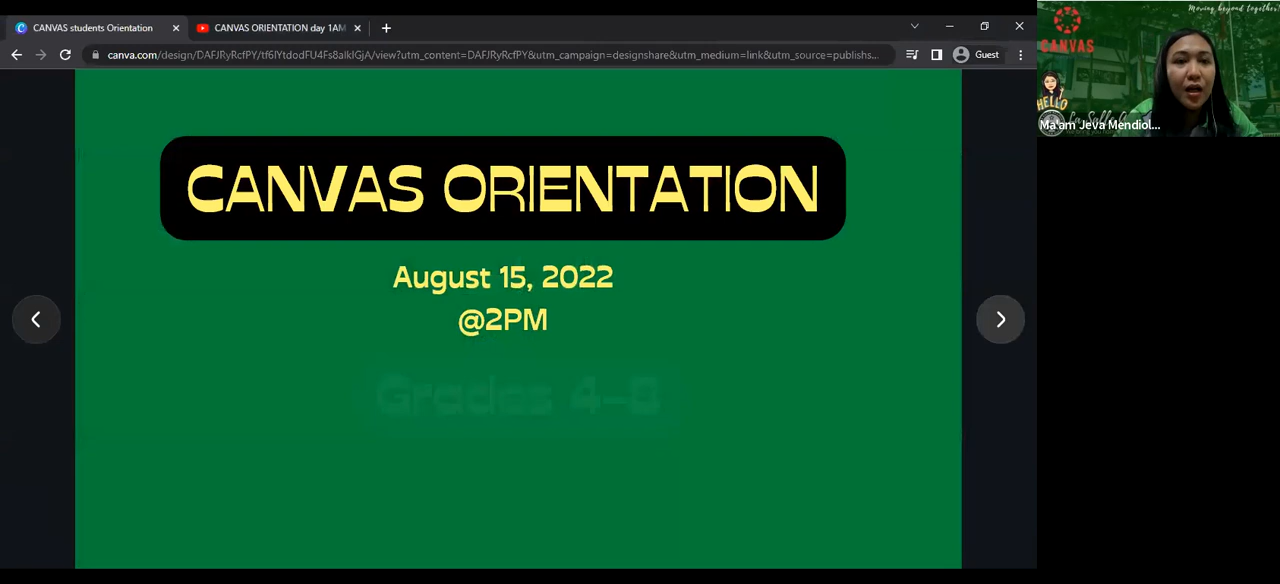 CANVAS students Orientation
CANVAS ORIENTATION day 1AM
canva.com/design/DAFJRyRcfPY/tf6lYtdodFU4Fs8aIkIGjA/view?utm_content=DAFJRyRcfPY&utm_campaign=designshare&utm_medium=link&utm_source=publishs...
Guest
CANVAS ORIENTATION
August 15, 2022
@2PM
Moving beyond together!
CANVAS
HELLO
Ma'am Jeva Mendiol...